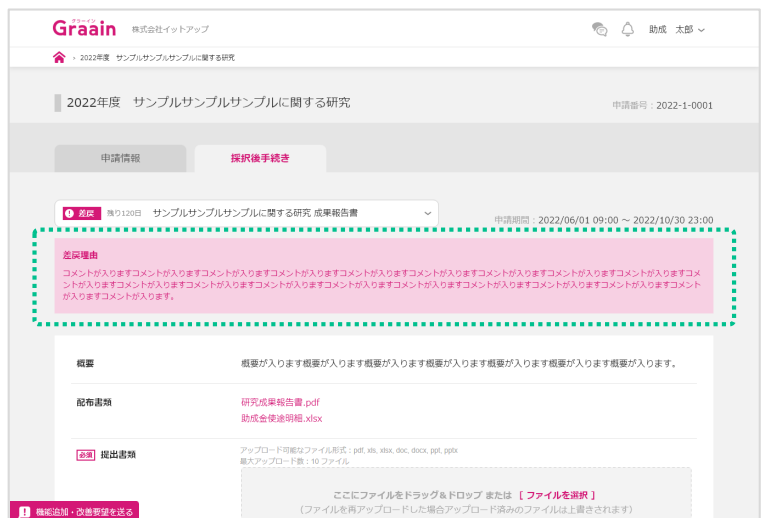 グラーイン
Graain 株式会社イットアップ 助成 太郎
2022年度 サンプルサンプルサンプルに関する研究
2022年度 サンプルサンプルサンプルに関する研究 申請番号：2022-1-0001
申請情報 採択後手続き
差戻 残り120日 サンプルサンプルサンプルに関する研究 成果報告書 申請期間：2022/06/01 09:00 ～ 2022/10/30 23:00
差戻理由
コメントが入りますコメントが入りますコメントが入りますコメントが入りますコメントが入りますコメントが入りますコメントが入りますコメントが入りますコメントが入りますコメ
ントが入りますコメントが入りますコメントが入りますコメントが入りますコメントが入りますコメントが入りますコメントが入りますコメントが入りますコメントが入りますコメント
が入りますコメントが入ります。
概要 概要が入ります概要が入ります概要が入ります概要が入ります概要が入ります概要が入ります概要が入ります。
配布書類 研究成果報告書.pdf
助成金使途明細.xlsx
必須 提出書類 アップロード可能なファイル形式：pdf, xls, xlsx, doc, docx, ppt, pptx
最大アップロード数：10 ファイル
ここにファイルをドラッグ＆ドロップ または [ ファイルを選択 ]
（ファイルを再アップロードした場合アップロード済みのファイルは上書きされます）
機能追加・改善要望を送る